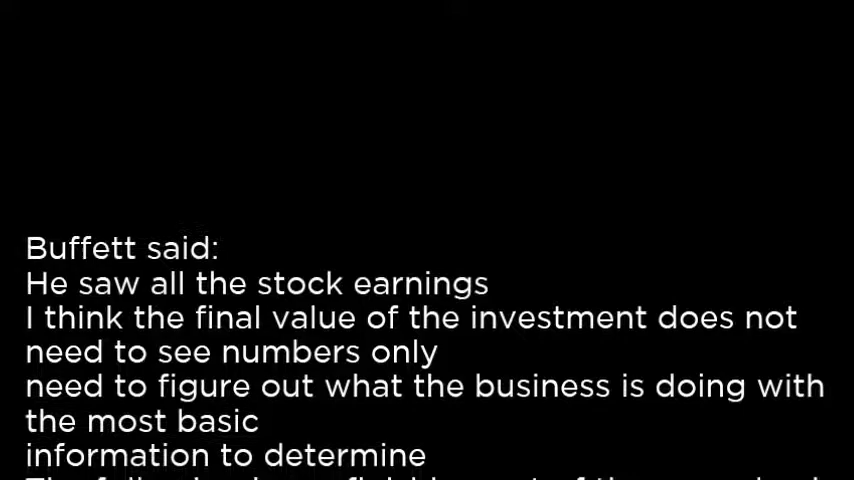 Buffett said:
He saw all the stock earnings
I think the final value of the investment does not
need to see numbers only
need to figure out what the business is doing with
the most basic
information to determine